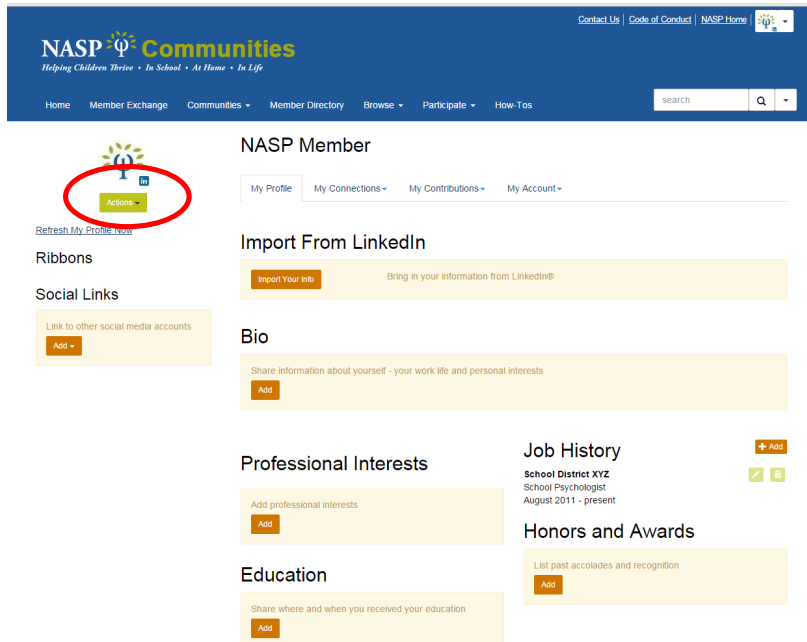 Contact Us | Code of Conduct | NASP Home
NASP Communities
Helping Children Thrive • In School • At Home • In Life
Home Member Exchange Communities Member Directory Browse Participate How-Tos
search
NASP Member
in
Actions
My Profile My Connections My Contributions My Account
Refresh My Profile Now
Ribbons
Social Links
Link to other social media accounts
Add
Import From LinkedIn
Import Your Info Bring in your information from LinkedIn®
Bio
Share information about yourself - your work life and personal interests
Add
Professional Interests
Add professional interests
Add
Job History
+ Add
School District XYZ
School Psychologist
August 2011 - present
Honors and Awards
List past accolades and recognition
Add
Education
Share where and when you received your education
Add